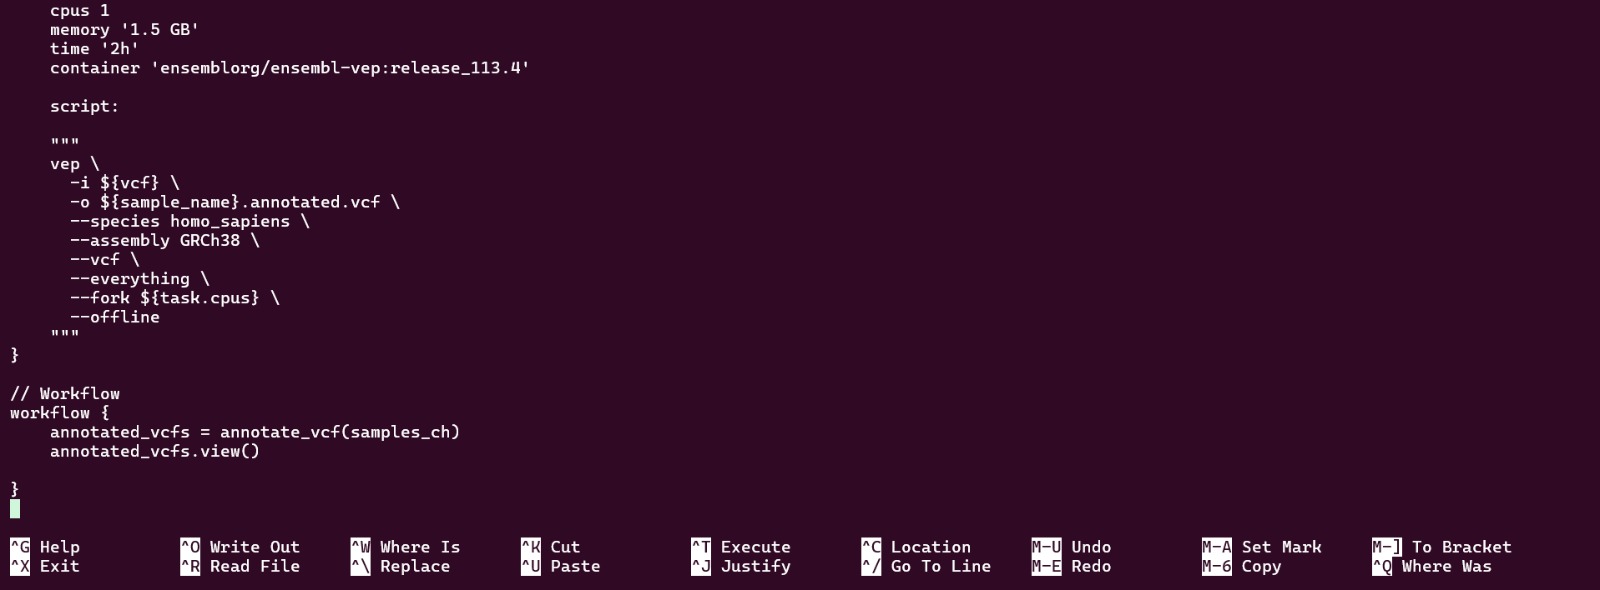 cpus 1
memory '1.5 GB'
time '2h'
container 'ensemblorg/ensembl-vep:release_113.4'
script:
"""
vep \
-i ${vcf} \
-o ${sample_name}.annotated.vcf \
--species homo_sapiens \
--assembly GRCh38 \
--vcf \
--everything \
--fork ${task.cpus} \
--offline
"""
}
// Workflow
workflow {
annotated_vcfs = annotate_vcf(samples_ch)
annotated_vcfs.view()
}
^G Help ^O Write Out ^W Where Is ^K Cut ^T Execute ^C Location M-U Undo M-A Set Mark M-] To Bracket
^X Exit ^R Read File ^\ Replace ^U Paste ^J Justify ^/ Go To Line M-E Redo M-6 Copy ^Q Where Was